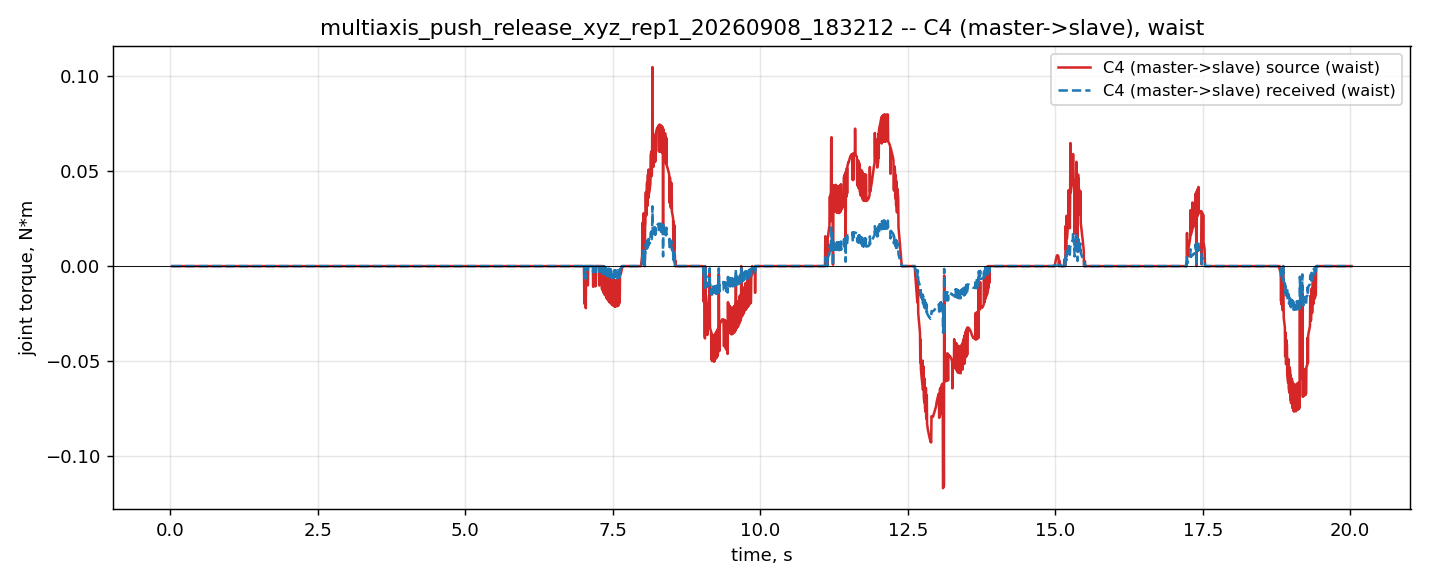 multiaxis_push_release_xyz_rep1_20260908_183212 -- C4 (master->slave), waist
C4 (master->slave) source (waist)
C4 (master->slave) received (waist)
joint torque, N*m
0.10
0.05
0.00
−0.05
−0.10
0.0 2.5 5.0 7.5 10.0 12.5 15.0 17.5 20.0
time, s